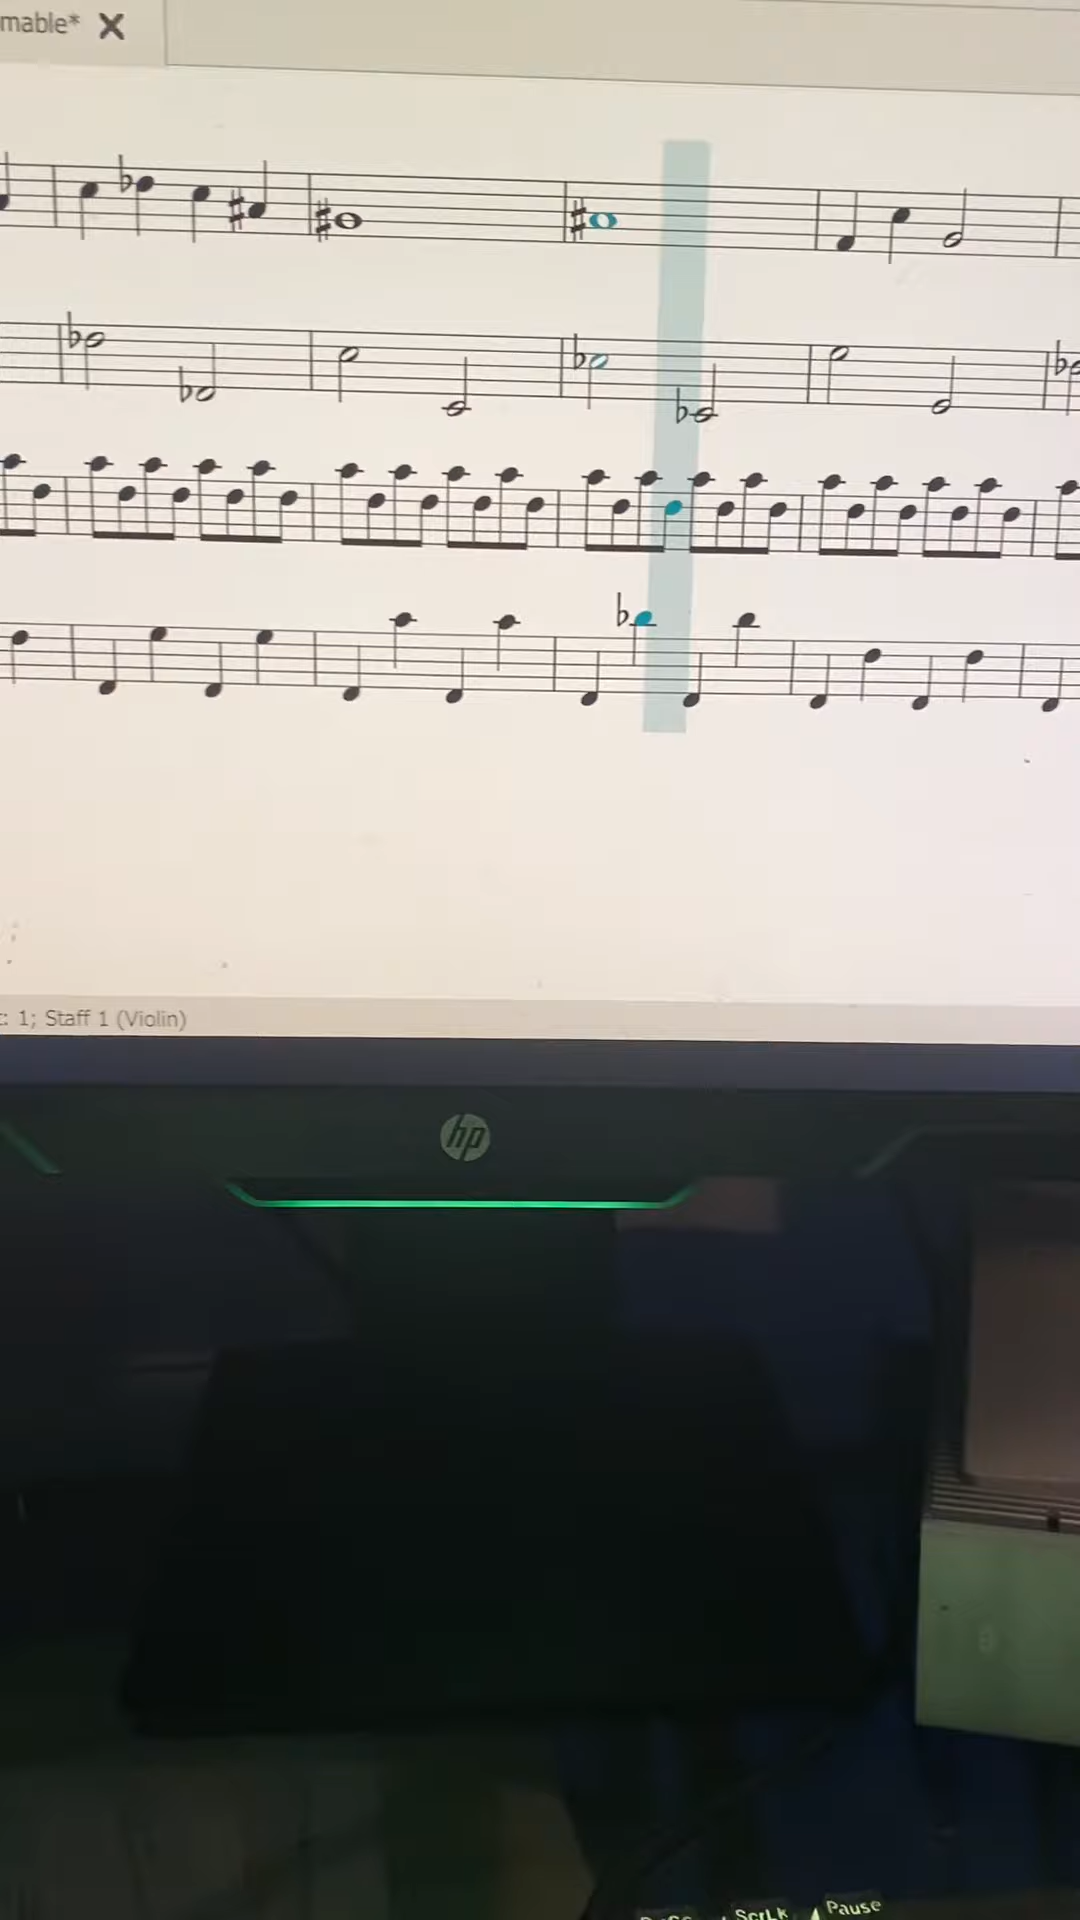 mable*
: 1; Staff 1 (Violin)
hp
ScrLK
Pause